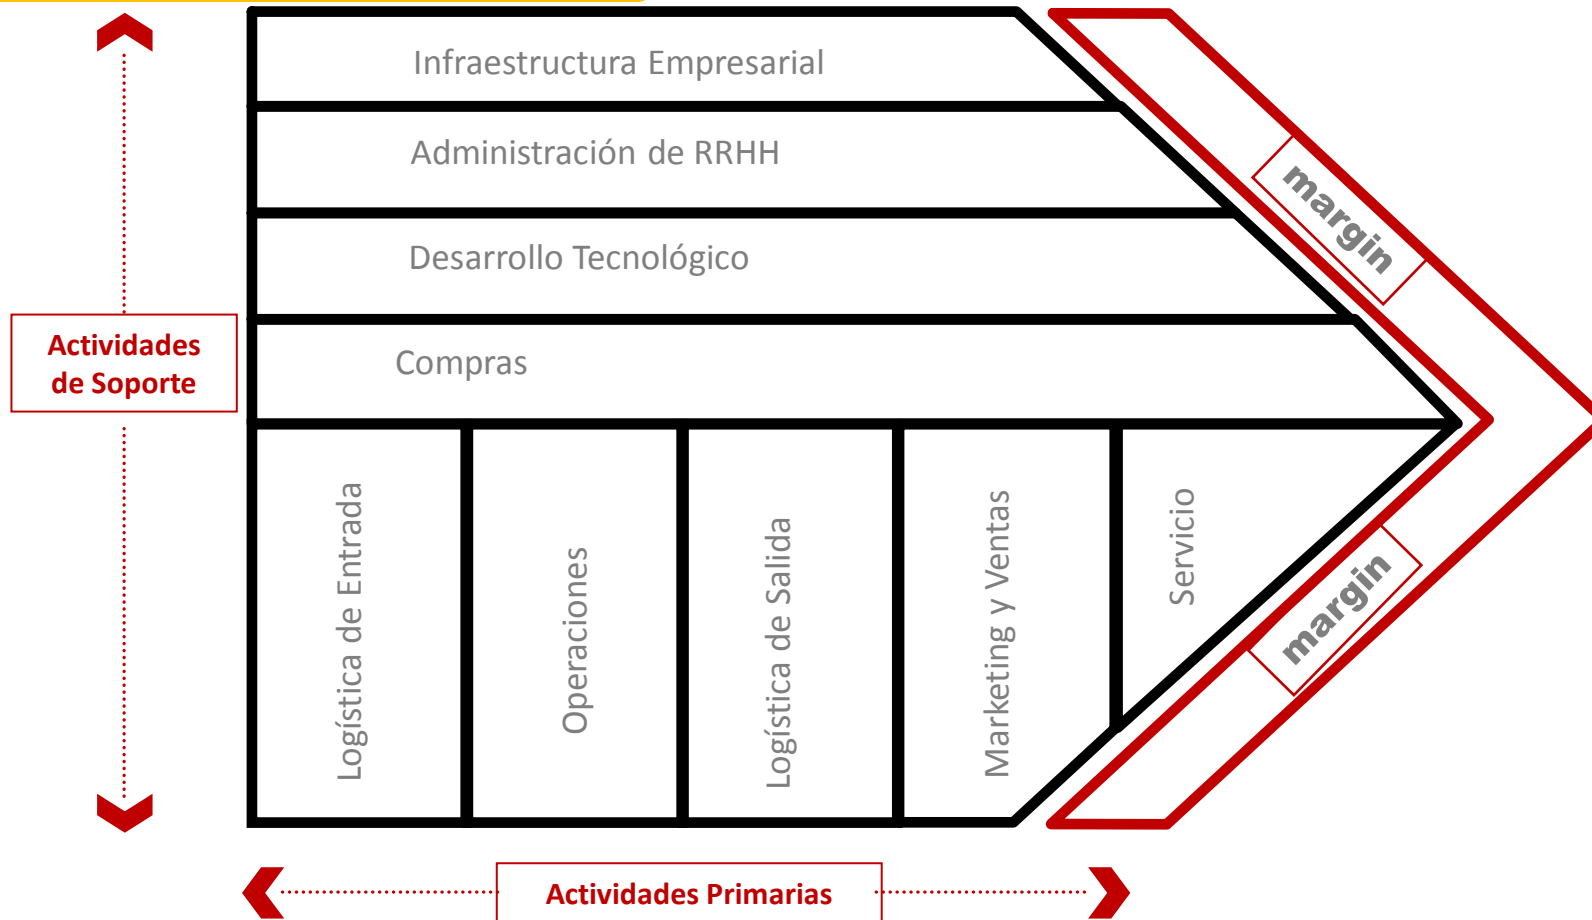 Infraestructura Empresarial
Administración de RRHH
Desarrollo Tecnológico
Compras
Actividades
de Soporte
Logística de Entrada
Operaciones
Logística de Salida
Marketing y Ventas
Servicio
margin
margin
Actividades Primarias